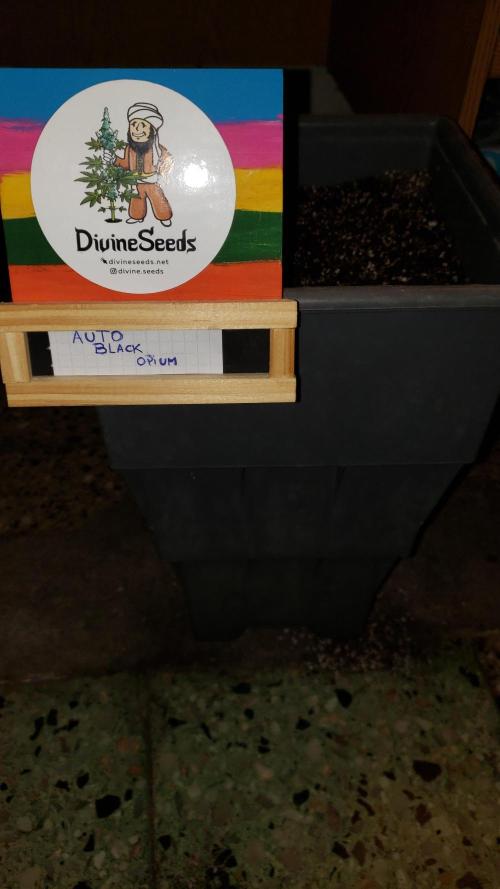 DivineSeeds
divineseeds.net
divine.seeds
AUTO
BLACK
OPIUM